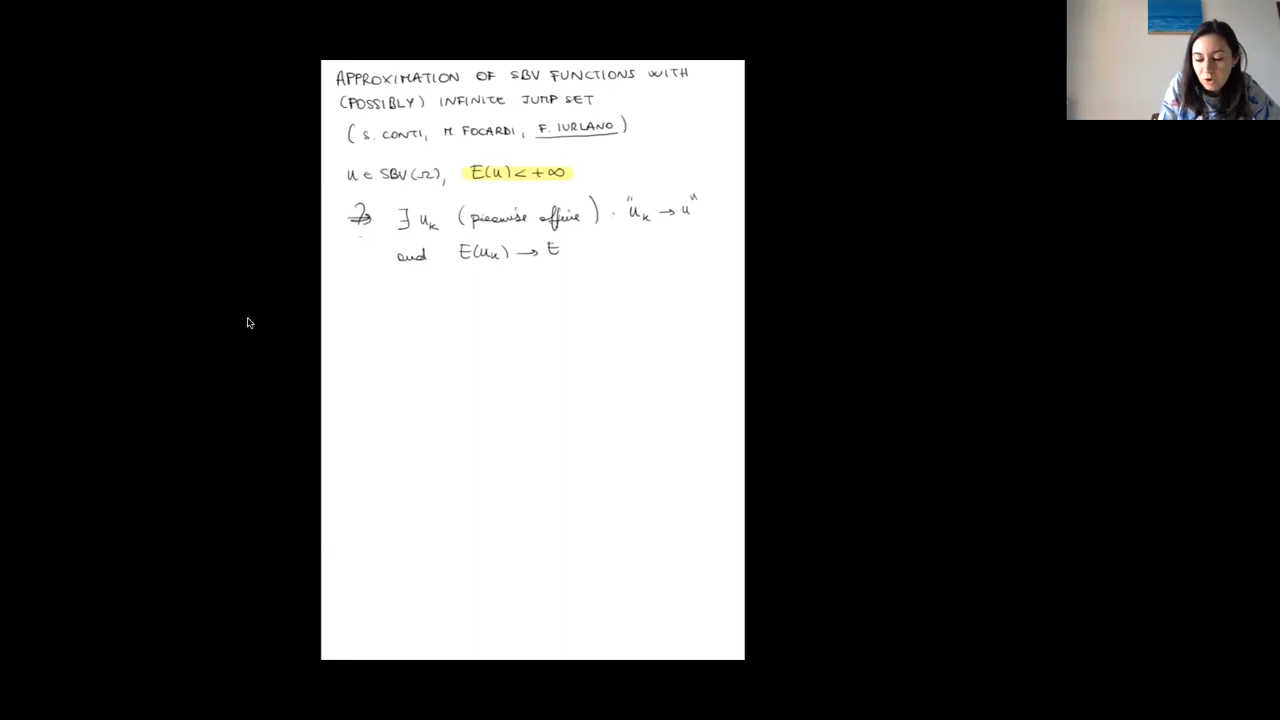 APPROXIMATION OF SBV FUNCTIONS WITH
(POSSIBLY) INFINITE JUMP SET
(S. CONTI, M. FOCARDI, F. IURLANO)
u ∈ SBV(Ω), E(u) < +∞
∃ u_k (piecewise affine) . "u_k → u"
and E(u_k) → E